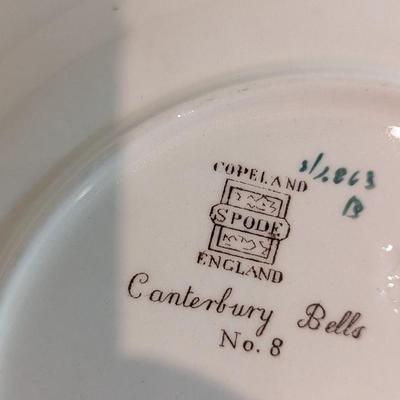 COPELAND
SPODE
ENGLAND
Canterbury Bells
No. 8
B